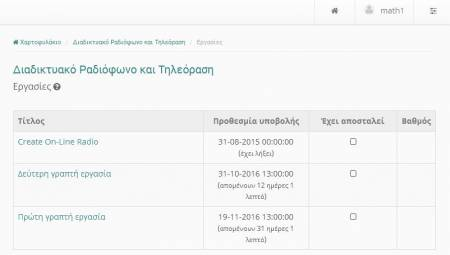 math1
Χαρτοφυλάκιο / Διαδικτυακό Ραδιόφωνο και Τηλεόραση / Εργασίες
Διαδικτυακό Ραδιόφωνο και Τηλεόραση
Εργασίες
Τίτλος Προθεσμία υποβολής Έχει αποσταλεί Βαθμός
Create On-Line Radio 31-08-2015 00:00:00
(έχει λήξει)
Δεύτερη γραπτή εργασία 31-10-2016 13:00:00
(απομένουν 12 ημέρες 1
λεπτό)
Πρώτη γραπτή εργασία 19-11-2016 13:00:00
(απομένουν 31 ημέρες 1
λεπτό)